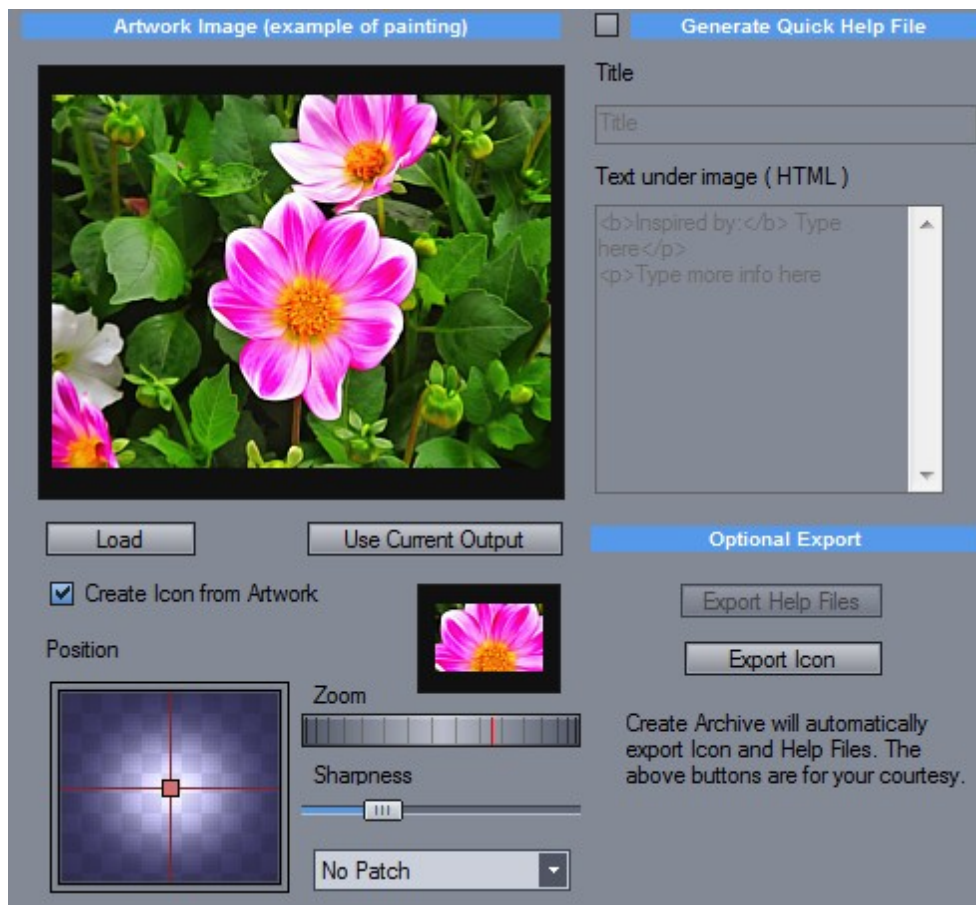 Artwork Image (example of painting)
Load
Use Current Output
Create Icon from Artwork
Position
Zoom
Sharpness
No Patch
Generate Quick Help File
Title
Title
Text under image ( HTML )
<b>Inspired by:</b> Type
here</p>
<p>Type more info here
Optional Export
Export Help Files
Export Icon
Create Archive will automatically
export Icon and Help Files. The
above buttons are for your courtesy.